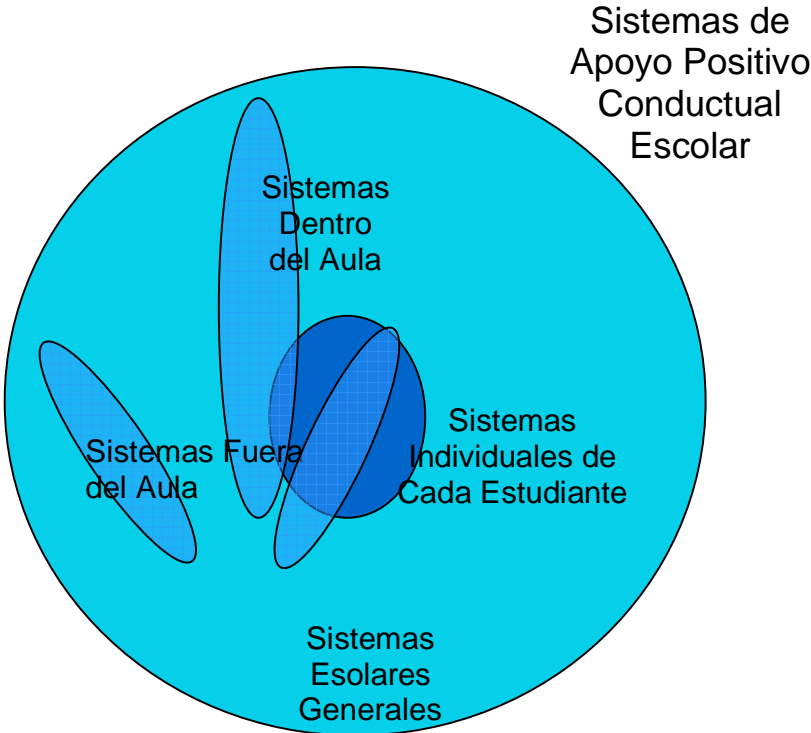 Sistemas de
Apoyo Positivo
Conductual
Escolar
Sistemas
Dentro
del Aula
Sistemas Fuera
del Aula
Sistemas
Individuales de
Cada Estudiante
Sistemas
Esolares
Generales